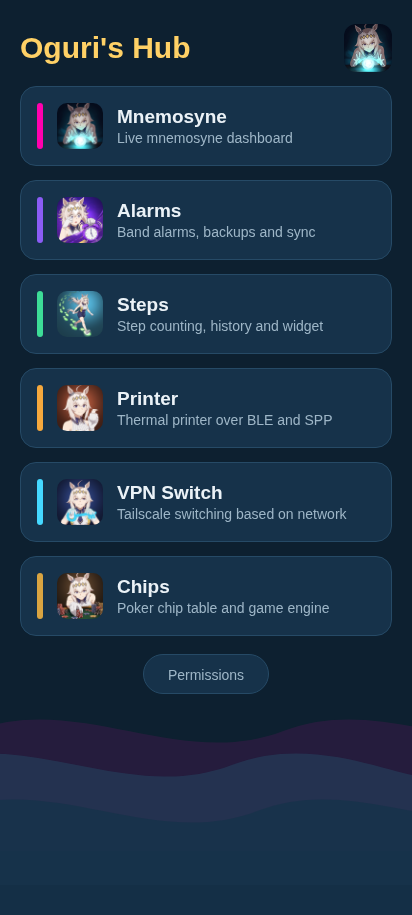 Oguri's Hub
Mnemosyne
Live mnemosyne dashboard
Alarms
Band alarms, backups and sync
Steps
Step counting, history and widget
Printer
Thermal printer over BLE and SPP
VPN Switch
Tailscale switching based on network
Chips
Poker chip table and game engine
Permissions